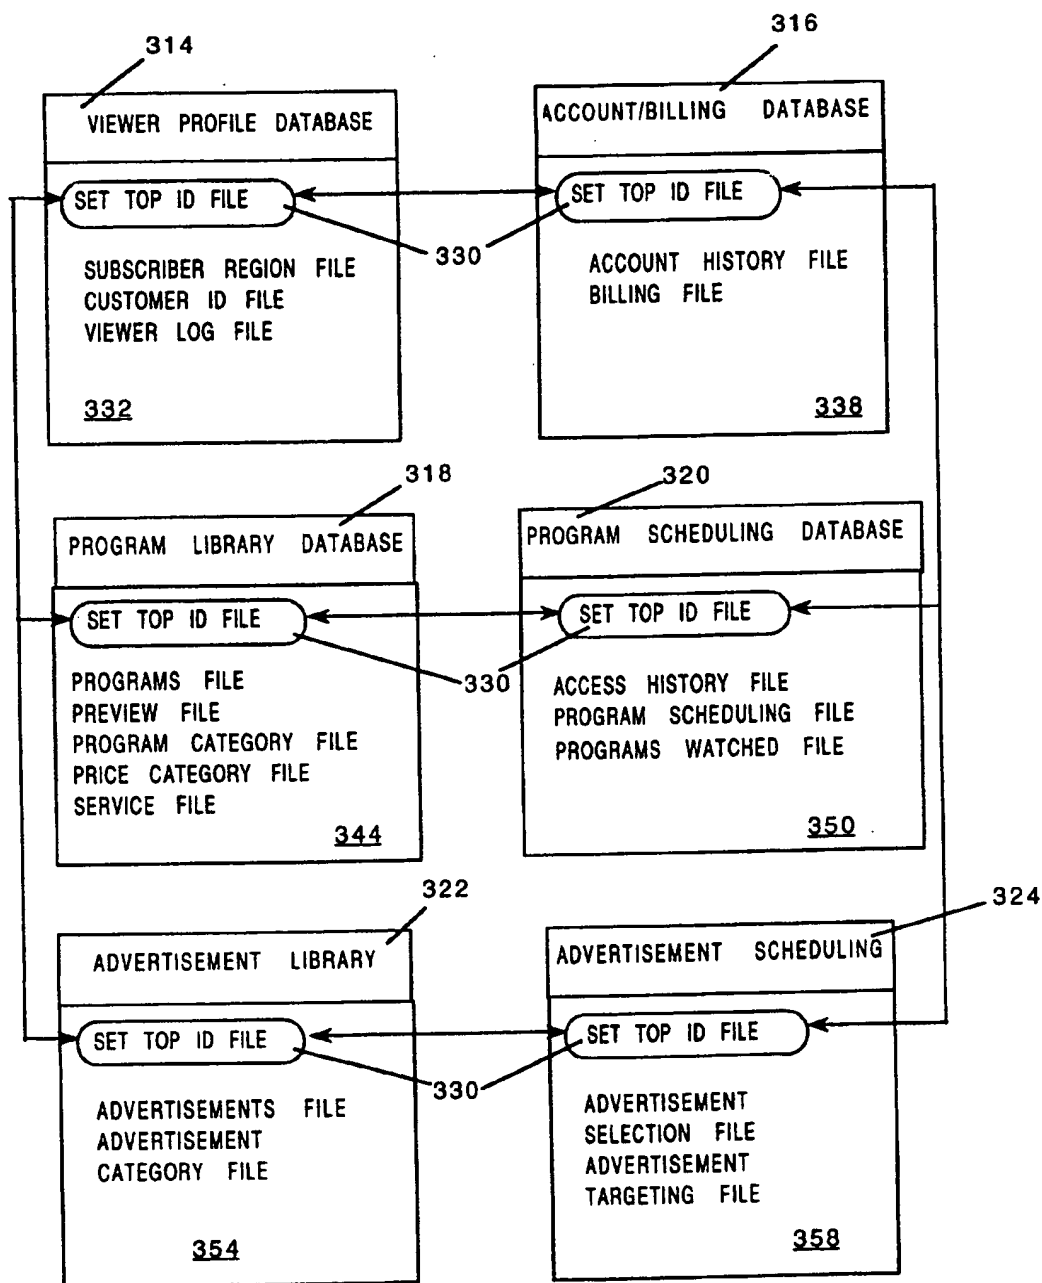 314
316
VIEWER PROFILE DATABASE
SET TOP ID FILE
SUBSCRIBER REGION FILE
CUSTOMER ID FILE
VIEWER LOG FILE
332
330
ACCOUNT/BILLING DATABASE
SET TOP ID FILE
ACCOUNT HISTORY FILE
BILLING FILE
338
318
320
PROGRAM LIBRARY DATABASE
SET TOP ID FILE
PROGRAMS FILE
PREVIEW FILE
PROGRAM CATEGORY FILE
PRICE CATEGORY FILE
SERVICE FILE
344
330
PROGRAM SCHEDULING DATABASE
SET TOP ID FILE
ACCESS HISTORY FILE
PROGRAM SCHEDULING FILE
PROGRAMS WATCHED FILE
350
322
324
ADVERTISEMENT LIBRARY
SET TOP ID FILE
ADVERTISEMENTS FILE
ADVERTISEMENT
CATEGORY FILE
354
330
ADVERTISEMENT SCHEDULING
SET TOP ID FILE
ADVERTISEMENT
SELECTION FILE
ADVERTISEMENT
TARGETING FILE
358